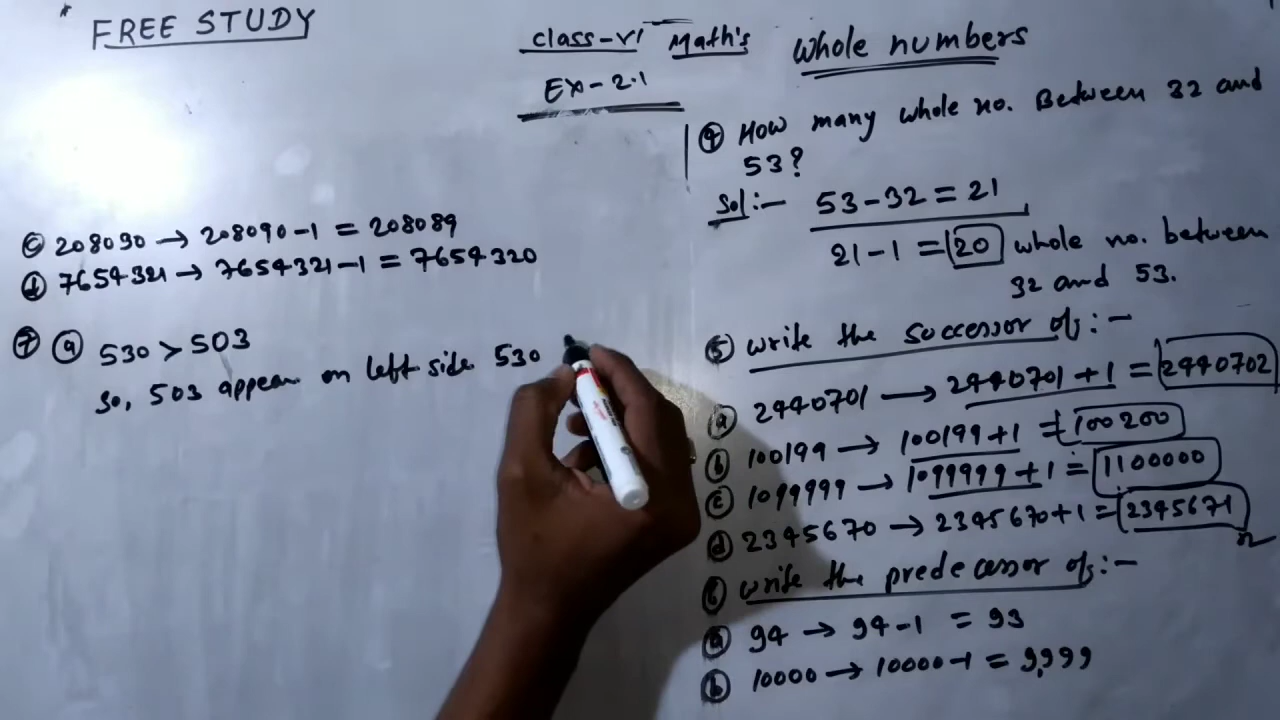 FREE STUDY
class-VI Math's Whole numbers
Ex-2.1
④ How many whole no. Between 32 and
53?
Sol:- 53-32=21
21-1=20 whole no. between
32 and 53.
⑤ write the successor of:-
ⓐ 2440701 → 2440701+1=2440702
ⓑ 100199 → 100199+1=100200
ⓒ 1099999 → 1099999+1=1100000
ⓓ 2345670 → 2345670+1=2345671
⑥ write the predecessor of:-
ⓐ 94 → 94-1 = 93
ⓑ 10000 → 10000-1 = 9,999
ⓒ 208090 → 208090-1 = 208089
ⓓ 7654321 → 7654321-1 = 7654320
⑦ ⓐ 530>503
So, 503 appear on left side 530